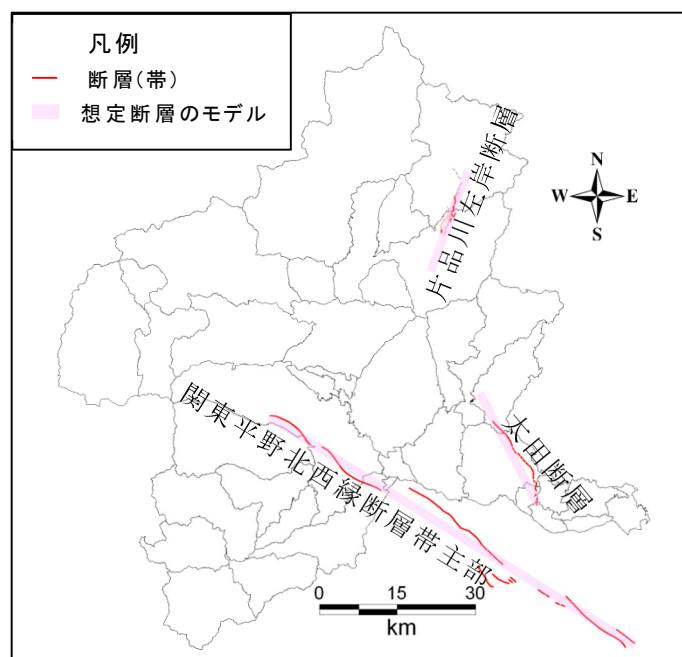 凡例
断層(帯)
想定断層のモデル
片品川左岸断層
N
W E
S
関東平野北西縁断層帯主部
太田断層
0 15 30
km